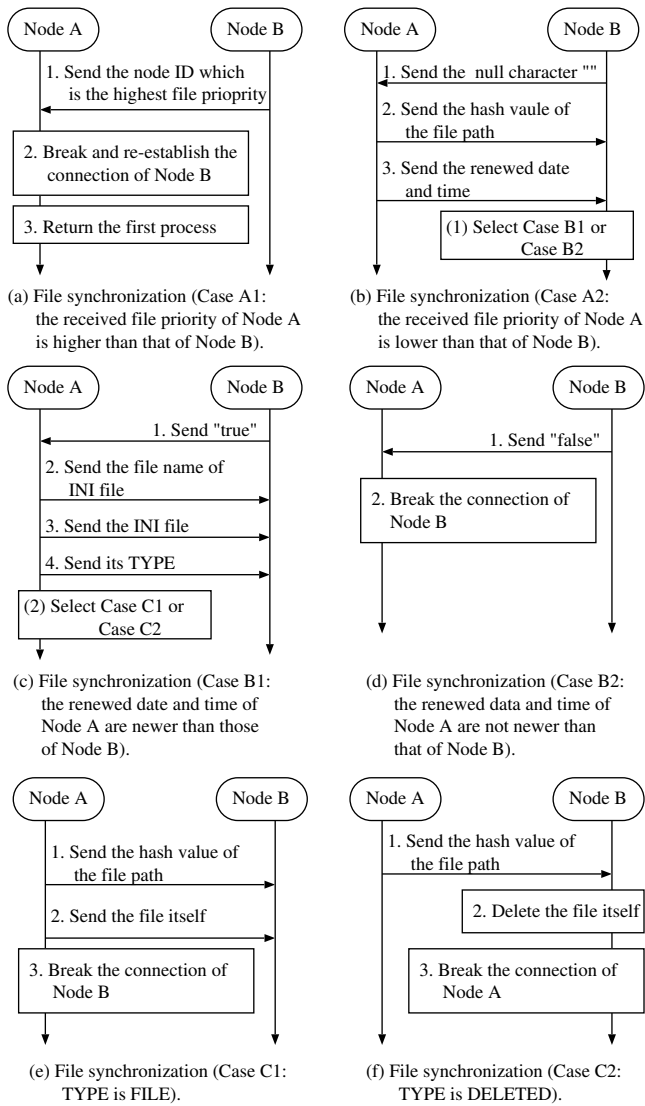 Node A
Node B
1. Send the node ID which
is the highest file prioprity
2. Break and re-establish the
connection of Node B
3. Return the first process
(a) File synchronization (Case A1:
the received file priority of Node A
is higher than that of Node B).
Node A
Node B
1. Send the null character ""
2. Send the hash vaule of
the file path
3. Send the renewed date
and time
(1) Select Case B1 or
Case B2
(b) File synchronization (Case A2:
the received file priority of Node A
is lower than that of Node B).
Node A
Node B
1. Send "true"
2. Send the file name of
INI file
3. Send the INI file
4. Send its TYPE
(2) Select Case C1 or
Case C2
(c) File synchronization (Case B1:
the renewed date and time of
Node A are newer than those
of Node B).
Node A
Node B
1. Send "false"
2. Break the connection of
Node B
(d) File synchronization (Case B2:
the renewed data and time of
Node A are not newer than
that of Node B).
Node A
Node B
1. Send the hash value of
the file path
2. Send the file itself
3. Break the connection of
Node B
(e) File synchronization (Case C1:
TYPE is FILE).
Node A
Node B
1. Send the hash value of
the file path
2. Delete the file itself
3. Break the connection of
Node A
(f) File synchronization (Case C2:
TYPE is DELETED).